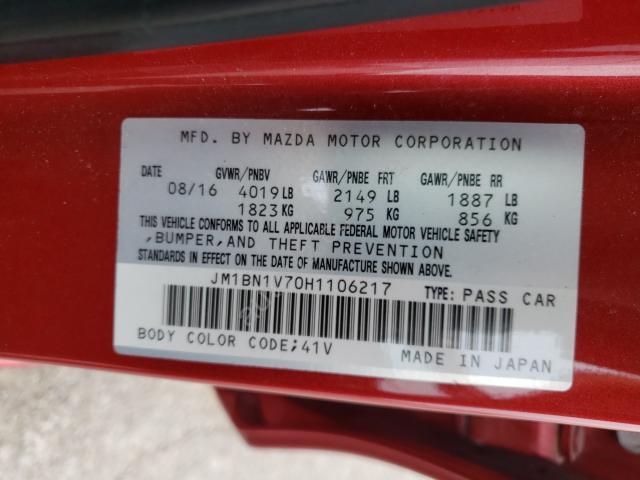 MFD. BY MAZDA MOTOR CORPORATION
DATE GVWR/PNBV GAWR/PNBE FRT GAWR/PNBE RR
08/16 4019 LB 2149 LB 1887 LB
1823 KG 975 KG 856 KG
THIS VEHICLE CONFORMS TO ALL APPLICABLE FEDERAL MOTOR VEHICLE SAFETY
,BUMPER,AND THEFT PREVENTION
STANDARDS IN EFFECT ON THE DATE OF MANUFACTURE SHOWN ABOVE.
JM1BN1V70H1106217 TYPE: PASS CAR
BODY COLOR CODE;41V MADE IN JAPAN